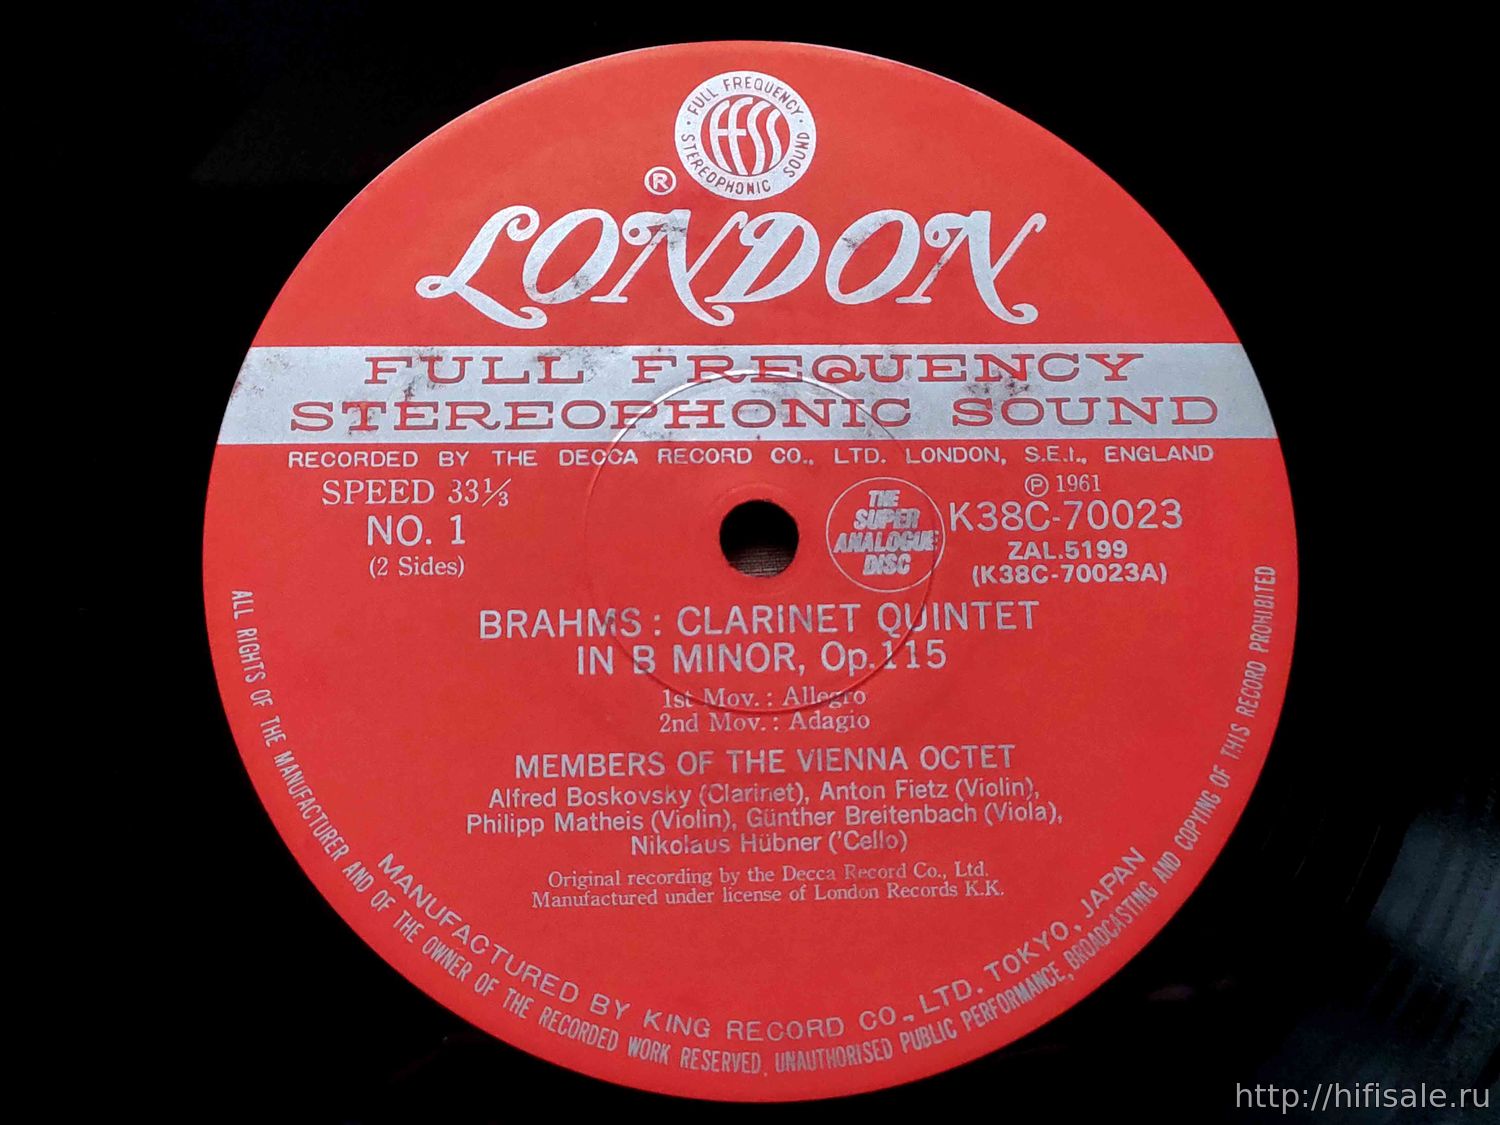 · FULL FREQUENCY · STEREOPHONIC SOUND
FFSS
®
LONDON
FULL FREQUENCY
STEREOPHONIC SOUND
RECORDED BY THE DECCA RECORD CO., LTD. LONDON, S.E.I., ENGLAND
SPEED 33⅓
NO. 1
(2 Sides)
THE
SUPER
ANALOGUE
DISC
℗ 1961
K38C-70023
ZAL.5199
(K38C-70023A)
BRAHMS : CLARINET QUINTET
IN B MINOR, Op.115
1st Mov. : Allegro
2nd Mov. : Adagio
MEMBERS OF THE VIENNA OCTET
Alfred Boskovsky (Clarinet), Anton Fietz (Violin),
Philipp Matheis (Violin), Günther Breitenbach (Viola),
Nikolaus Hübner ('Cello)
Original recording by the Decca Record Co., Ltd.
Manufactured under license of London Records K.K.
MANUFACTURED BY KING RECORD CO., LTD. TOKYO, JAPAN
ALL RIGHTS OF THE MANUFACTURER AND OF THE OWNER OF THE RECORDED WORK RESERVED. UNAUTHORISED PUBLIC PERFORMANCE, BROADCASTING AND COPYING OF THIS RECORD PROHIBITED
http://hifisale.ru